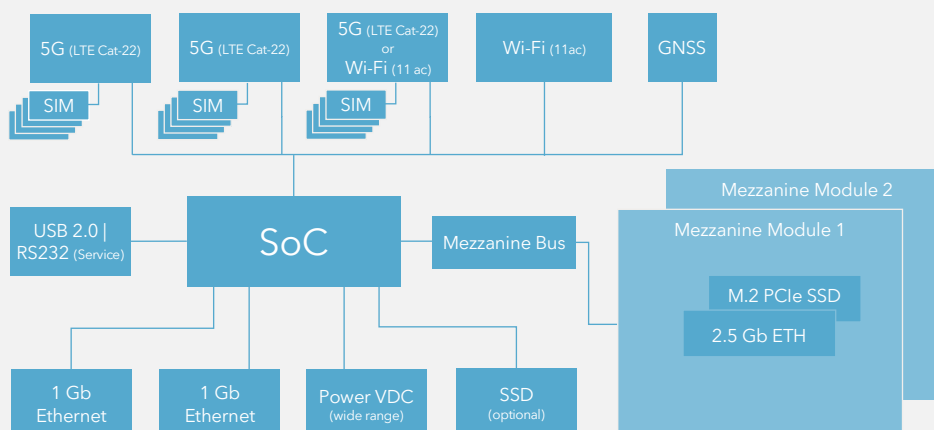 5G (LTE Cat-22)
5G (LTE Cat-22)
5G (LTE Cat-22)
or
Wi-Fi (11 ac)
Wi-Fi (11ac)
GNSS
SIM
SIM
SIM
USB 2.0 |
RS232 (Service)
SoC
Mezzanine Bus
Mezzanine Module 2
Mezzanine Module 1
M.2 PCIe SSD
2.5 Gb ETH
1 Gb
Ethernet
1 Gb
Ethernet
Power VDC
(wide range)
SSD
(optional)